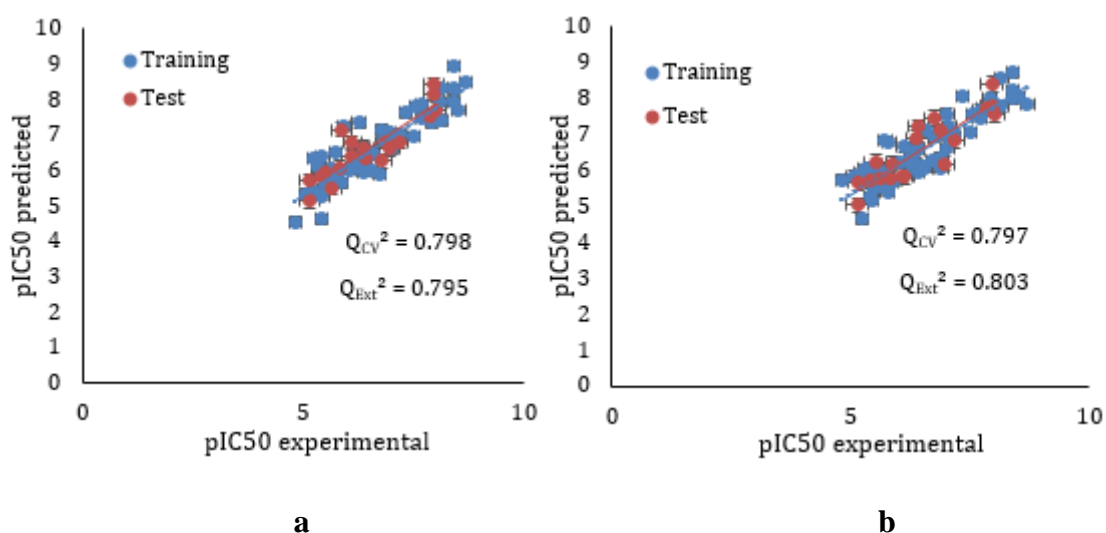 10
9
8
7
6
5
4
3
2
1
0
pIC50 predicted
Training
Test
Q_CV² = 0.798
Q_Ext² = 0.795
0 5 10
pIC50 experimental
a
10
9
8
7
6
5
4
3
2
1
0
pIC50 predicted
Training
Test
Q_CV² = 0.797
Q_Ext² = 0.803
0 5 10
pIC50 experimental
b